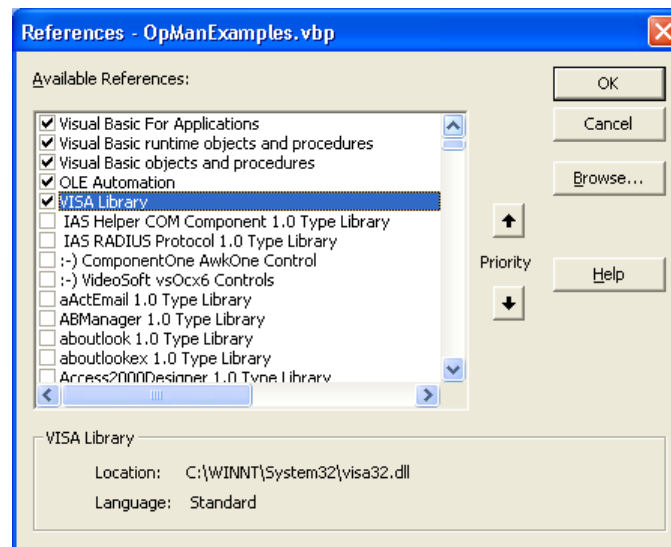 References - OpManExamples.vbp
Available References:
OK
Cancel
Browse...
Help
Visual Basic For Applications
Visual Basic runtime objects and procedures
Visual Basic objects and procedures
OLE Automation
VISA Library
IAS Helper COM Component 1.0 Type Library
IAS RADIUS Protocol 1.0 Type Library
:-) ComponentOne AwkOne Control
:-) VideoSoft vsOcx6 Controls
aActEmail 1.0 Type Library
ABManager 1.0 Type Library
aboutlook 1.0 Type Library
aboutlookex 1.0 Type Library
Access2000Designer 1.0 Type Library
Priority
VISA Library
Location: C:\WINNT\System32\visa32.dll
Language: Standard